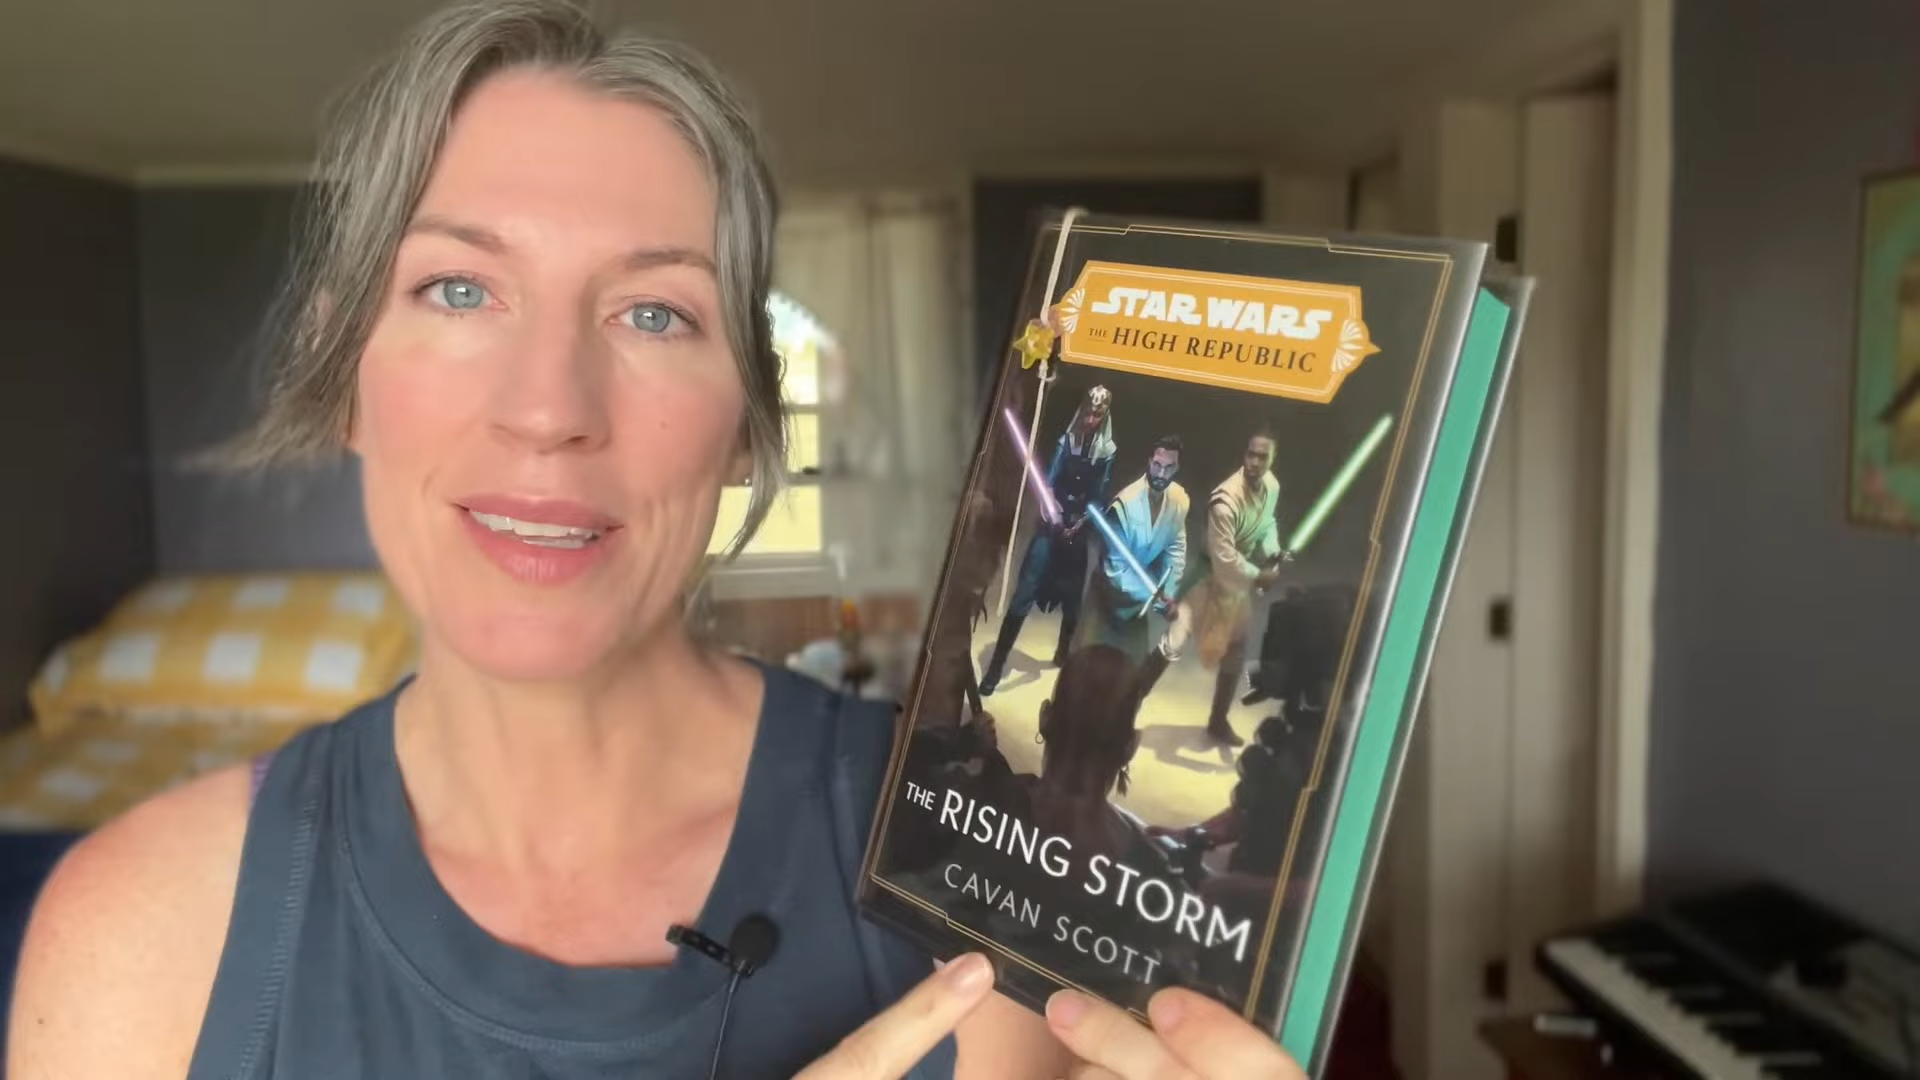 STAR WARS
THE HIGH REPUBLIC
THE RISING STORM
CAVAN SCOTT